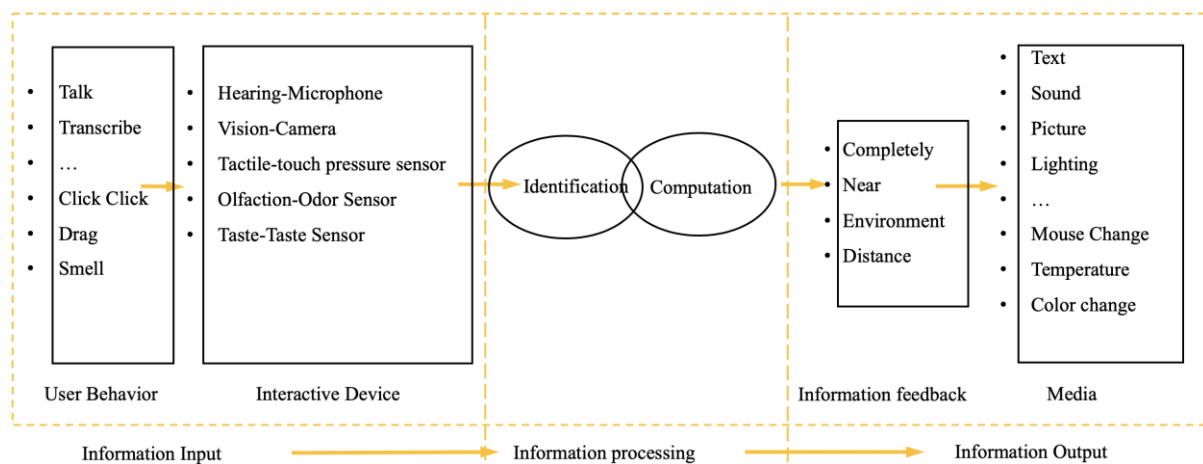 Talk
Transcribe
…
Click Click
Drag
Smell
User Behavior
Hearing-Microphone
Vision-Camera
Tactile-touch pressure sensor
Olfaction-Odor Sensor
Taste-Taste Sensor
Interactive Device
Identification
Computation
Completely
Near
Environment
Distance
Information feedback
Text
Sound
Picture
Lighting
…
Mouse Change
Temperature
Color change
Media
Information Input
Information processing
Information Output